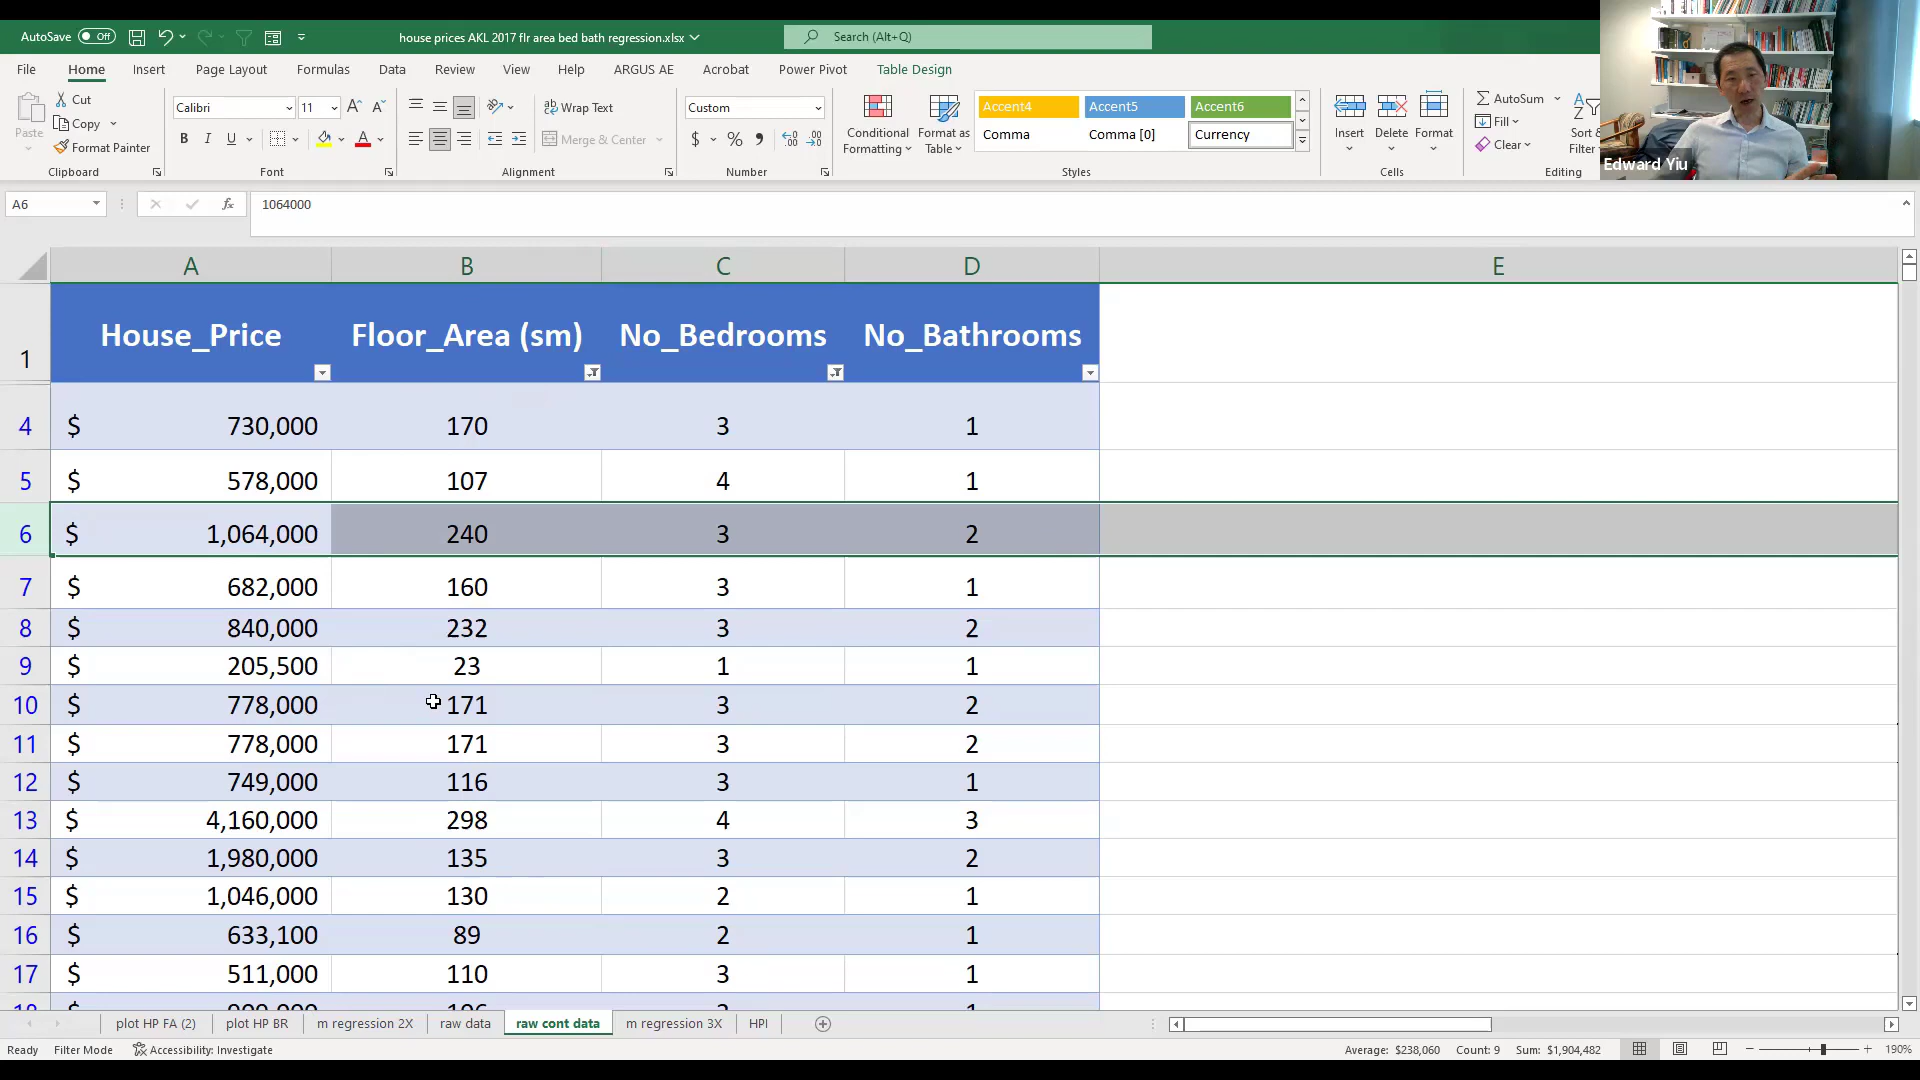 AutoSave Off house prices AKL 2017 flr area bed bath regression.xlsx Search (Alt+Q)
File Home Insert Page Layout Formulas Data Review View Help ARGUS AE Acrobat Power Pivot Table Design
Paste Cut Copy Format Painter Clipboard
Calibri 11 B I U A Font
Wrap Text Merge & Center Alignment
Custom $ % Number
Conditional Formatting Format as Table
Accent4 Accent5 Accent6
Comma Comma [0] Currency
Styles
Insert Delete Format Cells
AutoSum Fill Clear Sort & Filter Editing
Edward Yiu
A6 fx 1064000
A B C D E
1 House_Price Floor_Area (sm) No_Bedrooms No_Bathrooms
4 $ 730,000 170 3 1
5 $ 578,000 107 4 1
6 $ 1,064,000 240 3 2
7 $ 682,000 160 3 1
8 $ 840,000 232 3 2
9 $ 205,500 23 1 1
10 $ 778,000 171 3 2
11 $ 778,000 171 3 2
12 $ 749,000 116 3 1
13 $ 4,160,000 298 4 3
14 $ 1,980,000 135 3 2
15 $ 1,046,000 130 2 1
16 $ 633,100 89 2 1
17 $ 511,000 110 3 1
plot HP FA (2) plot HP BR m regression 2X raw data raw cont data m regression 3X HPI
Ready Filter Mode Accessibility: Investigate Average: $238,060 Count: 9 Sum: $1,904,482 190%